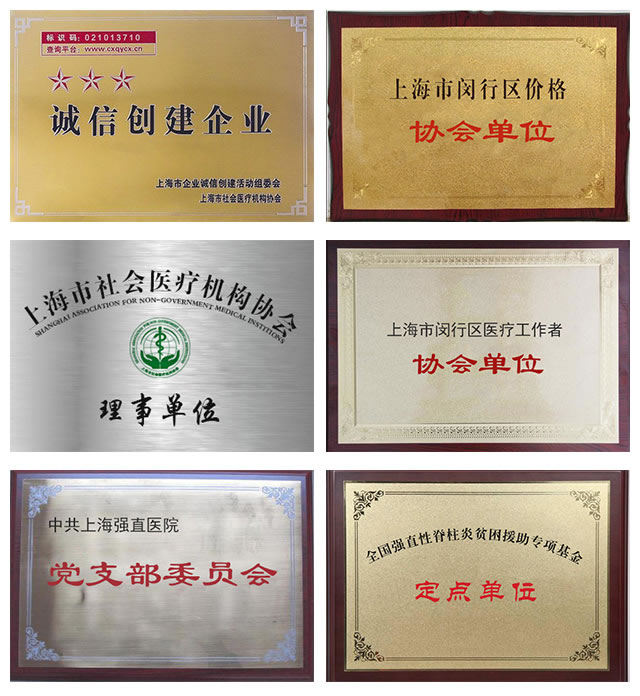 标 识 码: 021013710
查询平台: www.cxqycx.cn
诚信创建企业
上海市企业诚信创建活动组委会
上海市社会医疗机构协会
上海市闵行区价格
协会单位
上海市社会医疗机构协会
SHANGHAI ASSOCIATION FOR NON-GOVERNMENT MEDICAL INSTITIONS
理事单位
上海市闵行区医疗工作者
协会单位
中共上海强直医院
党支部委员会
全国强直性脊柱炎贫困援助专项基金
定点单位